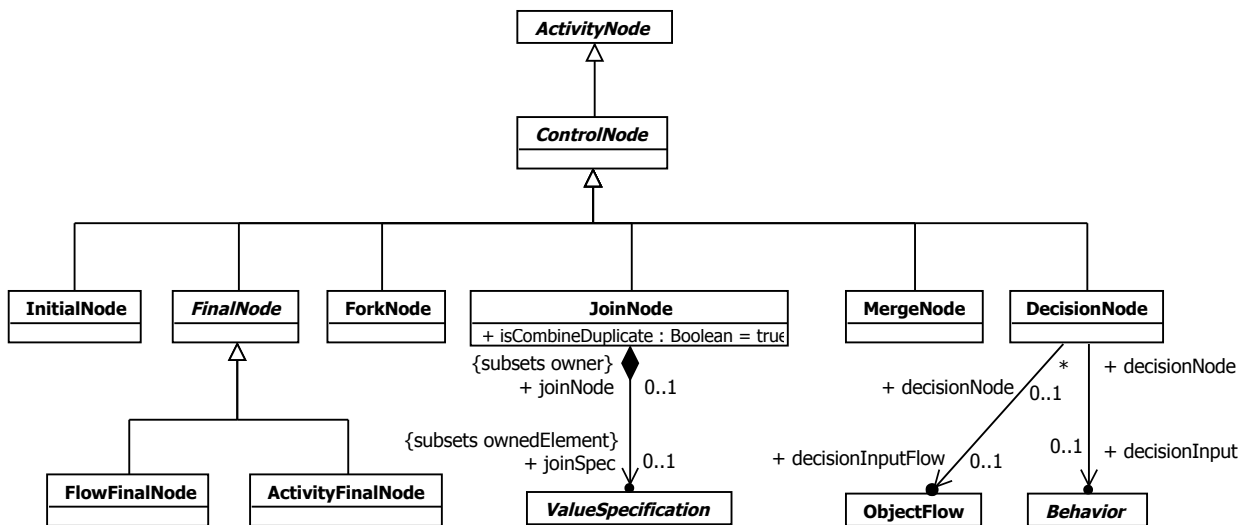 ActivityNode
ControlNode
InitialNode
FinalNode
ForkNode
JoinNode
+ isCombineDuplicate : Boolean = true
MergeNode
DecisionNode
{subsets owner}
+ joinNode
0..1
{subsets ownedElement}
+ joinSpec
0..1
ValueSpecification
+ decisionNode
0..1
*
+ decisionNode
+ decisionInputFlow
0..1
0..1
+ decisionInput
FlowFinalNode
ActivityFinalNode
ObjectFlow
Behavior